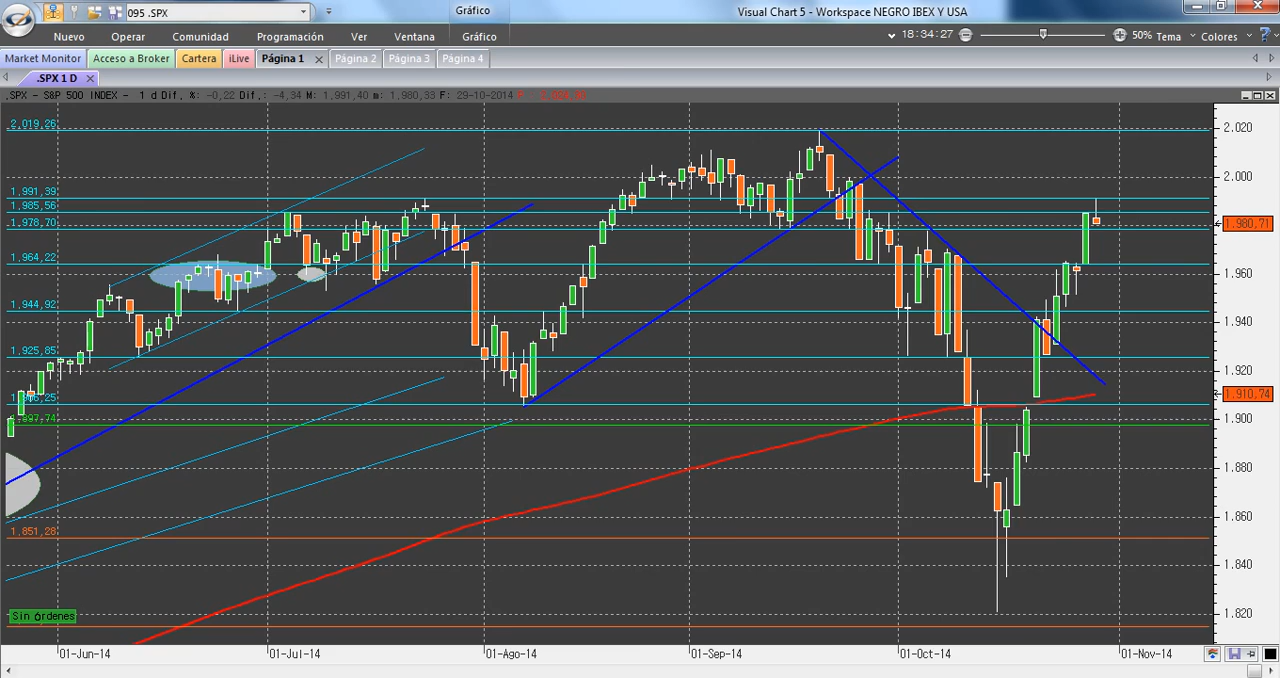 Gráfico
Visual Chart 5 - Workspace NEGRO IBEX Y USA
095 .SPX
Nuevo Operar Comunidad Programación Ver Ventana Gráfico 18:34:27 50% Tema Colores
Market Monitor Acceso a Broker Cartera iLive Página 1 Página 2 Página 3 Página 4
.SPX 1 D
.SPX - S&P 500 INDEX - 1 d Dif, %: -0,22 Dif,: -4,34 M: 1,991,40 m: 1,980,33 F: 29-10-2014
2,019,26
2.020
1,991,39
2.000
1,985,56
1,978,70
1.980,71
1,964,22
1.960
1,944,92
1.940
1,925,85
1.920
1.910,74
1.900
1.880
1.860
1,851,28
1.840
1.820
Sin órdenes
01-Jun-14 01-Jul-14 01-Ago-14 01-Sep-14 01-Oct-14 01-Nov-14